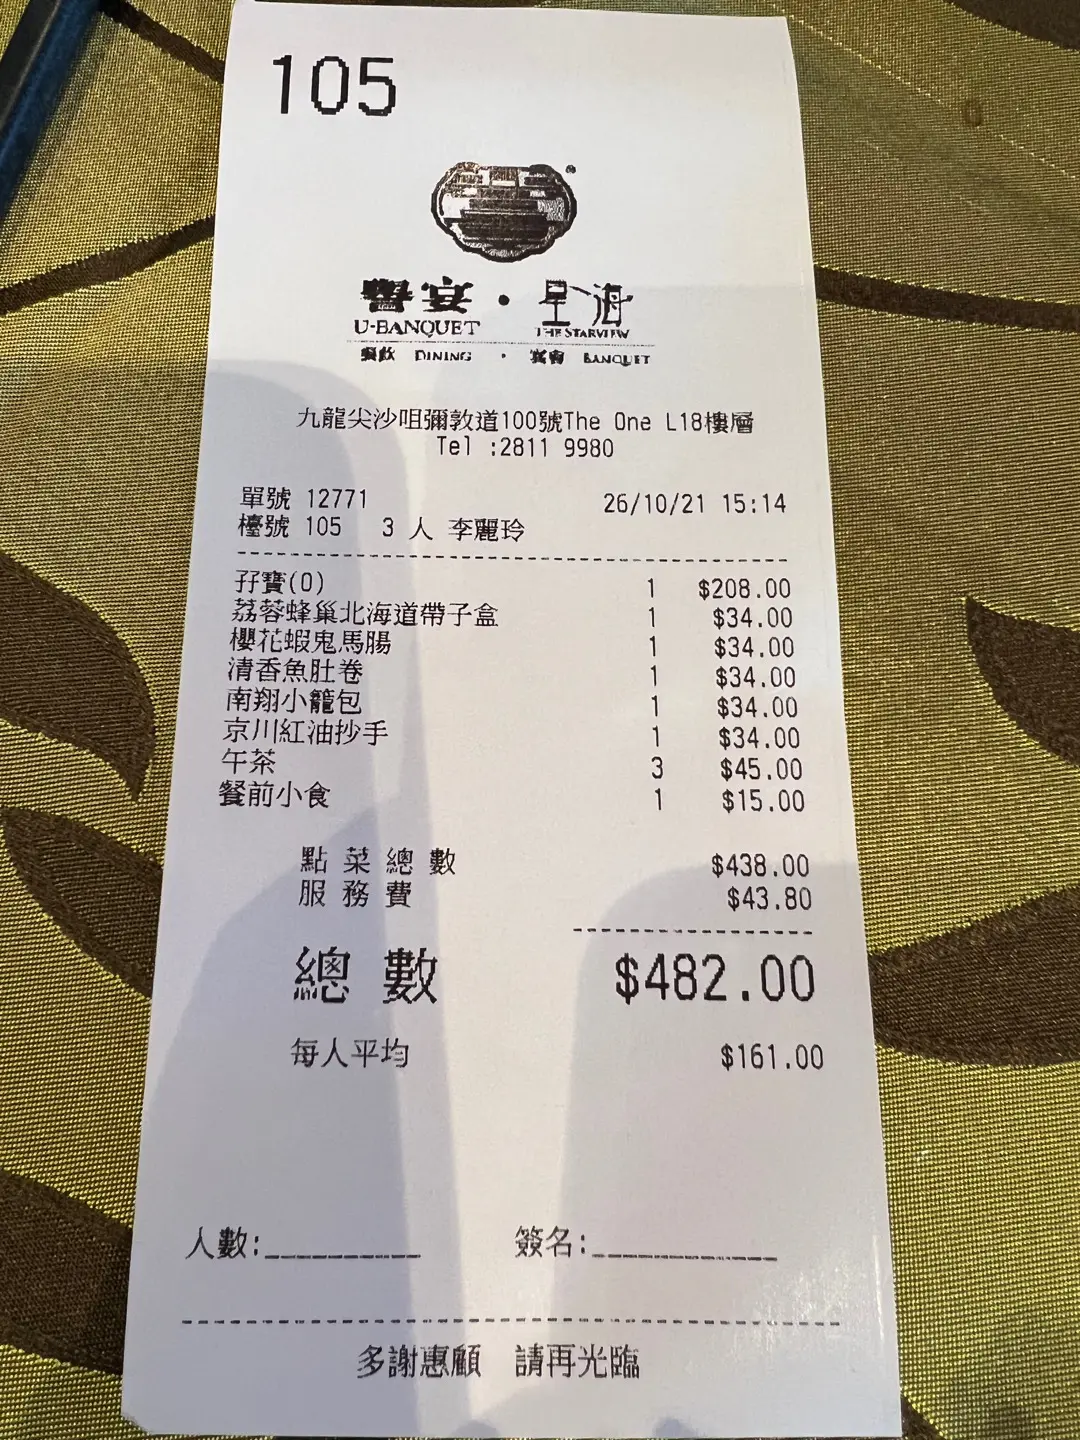 105
囍宴·星海
U-BANQUET THE STARVIEW
餐飲 DINING · 宴會 BANQUET
九龍尖沙咀彌敦道100號The One L18樓層
Tel :2811 9980
單號 12771 26/10/21 15:14
檯號 105 3 人 李麗玲
孖寶(O) 1 $208.00
荔蓉蜂巢北海道帶子盒 1 $34.00
櫻花蝦鬼馬腸 1 $34.00
清香魚肚卷 1 $34.00
南翔小籠包 1 $34.00
京川紅油抄手 1 $34.00
午茶 3 $45.00
餐前小食 1 $15.00
點菜總數 $438.00
服務費 $43.80
總數 $482.00
每人平均 $161.00
人數: 簽名:
多謝惠顧 請再光臨